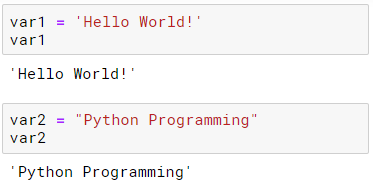 var1 = 'Hello World!'
var1
'Hello World!'
var2 = "Python Programming"
var2
'Python Programming'